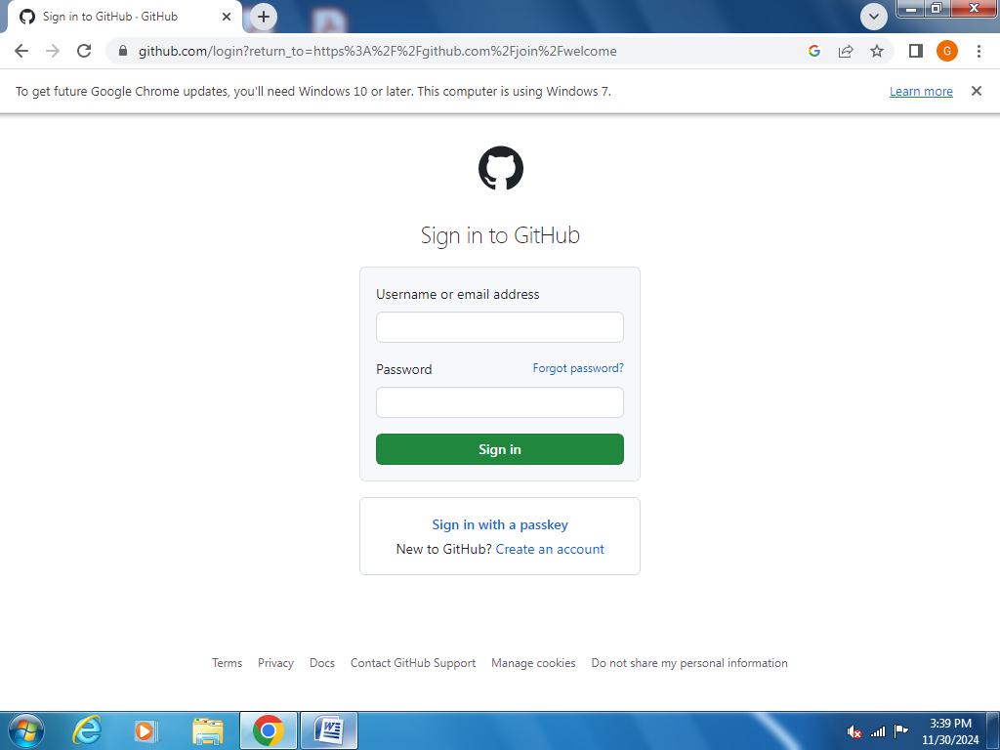 Sign in to GitHub · GitHub
github.com/login?return_to=https%3A%2F%2Fgithub.com%2Fjoin%2Fwelcome
G
To get future Google Chrome updates, you'll need Windows 10 or later. This computer is using Windows 7.
Learn more
Sign in to GitHub
Username or email address
Password
Forgot password?
Sign in
Sign in with a passkey
New to GitHub? Create an account
Terms
Privacy
Docs
Contact GitHub Support
Manage cookies
Do not share my personal information
3:39 PM
11/30/2024